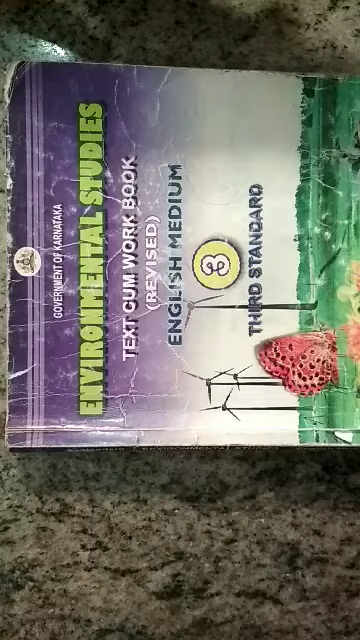 GOVERNMENT OF KARNATAKA
ENVIRONMENTAL STUDIES
TEXT CUM WORK BOOK
(REVISED)
ENGLISH MEDIUM
3
THIRD STANDARD